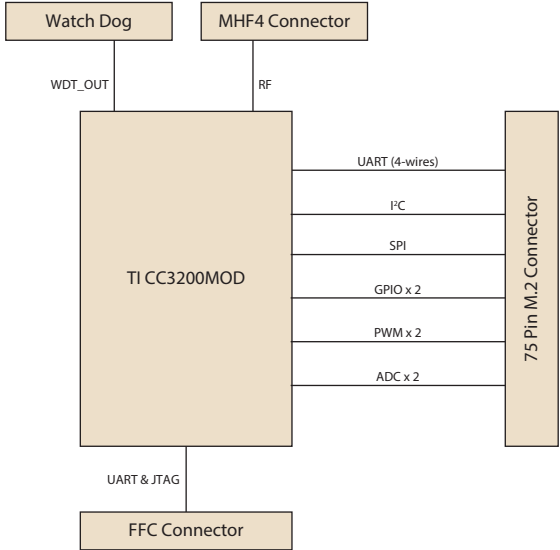 Watch Dog
MHF4 Connector
WDT_OUT
RF
UART (4-wires)
I²C
SPI
TI CC3200MOD
GPIO x 2
PWM x 2
ADC x 2
75 Pin M.2 Connector
UART & JTAG
FFC Connector